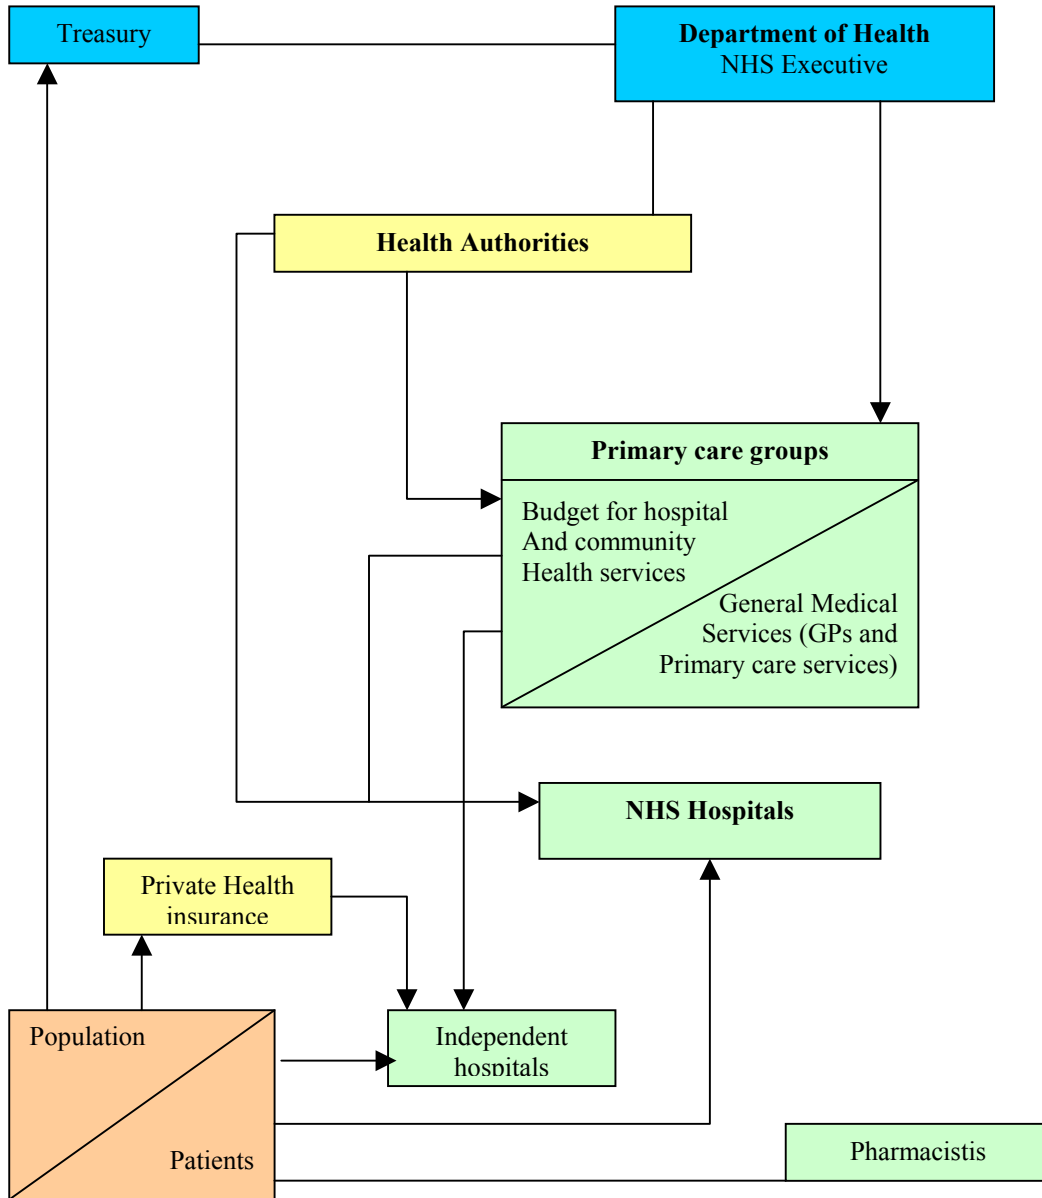 Treasury
Department of Health
NHS Executive
Health Authorities
Primary care groups
Budget for hospital
And community
Health services
General Medical
Services (GPs and
Primary care services)
NHS Hospitals
Private Health
insurance
Population
Patients
Independent
hospitals
Pharmacistis